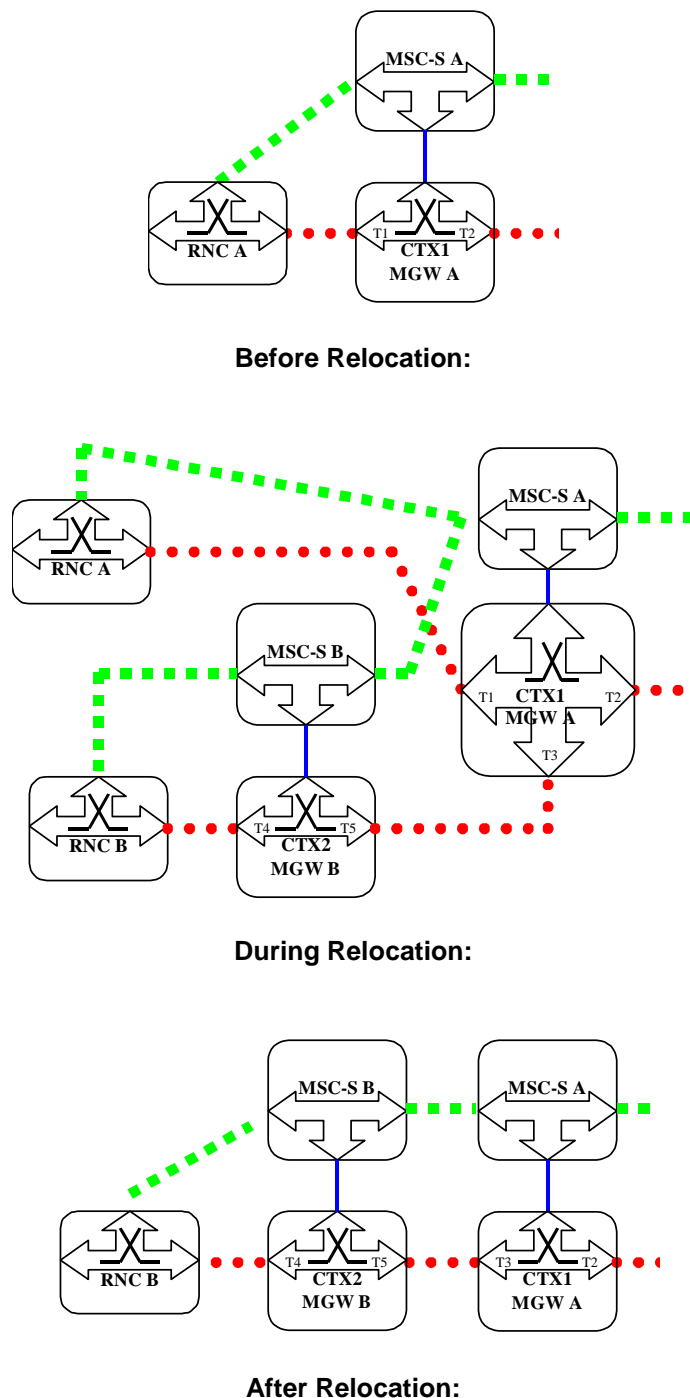 MSC-S A
RNC A
T1
T2
CTX1
MGW A
Before Relocation:
MSC-S A
RNC A
MSC-S B
T1
CTX1
T2
MGW A
T3
RNC B
T4
T5
CTX2
MGW B
During Relocation:
MSC-S B
MSC-S A
RNC B
T4
T5
CTX2
MGW B
T3
T2
CTX1
MGW A
After Relocation: